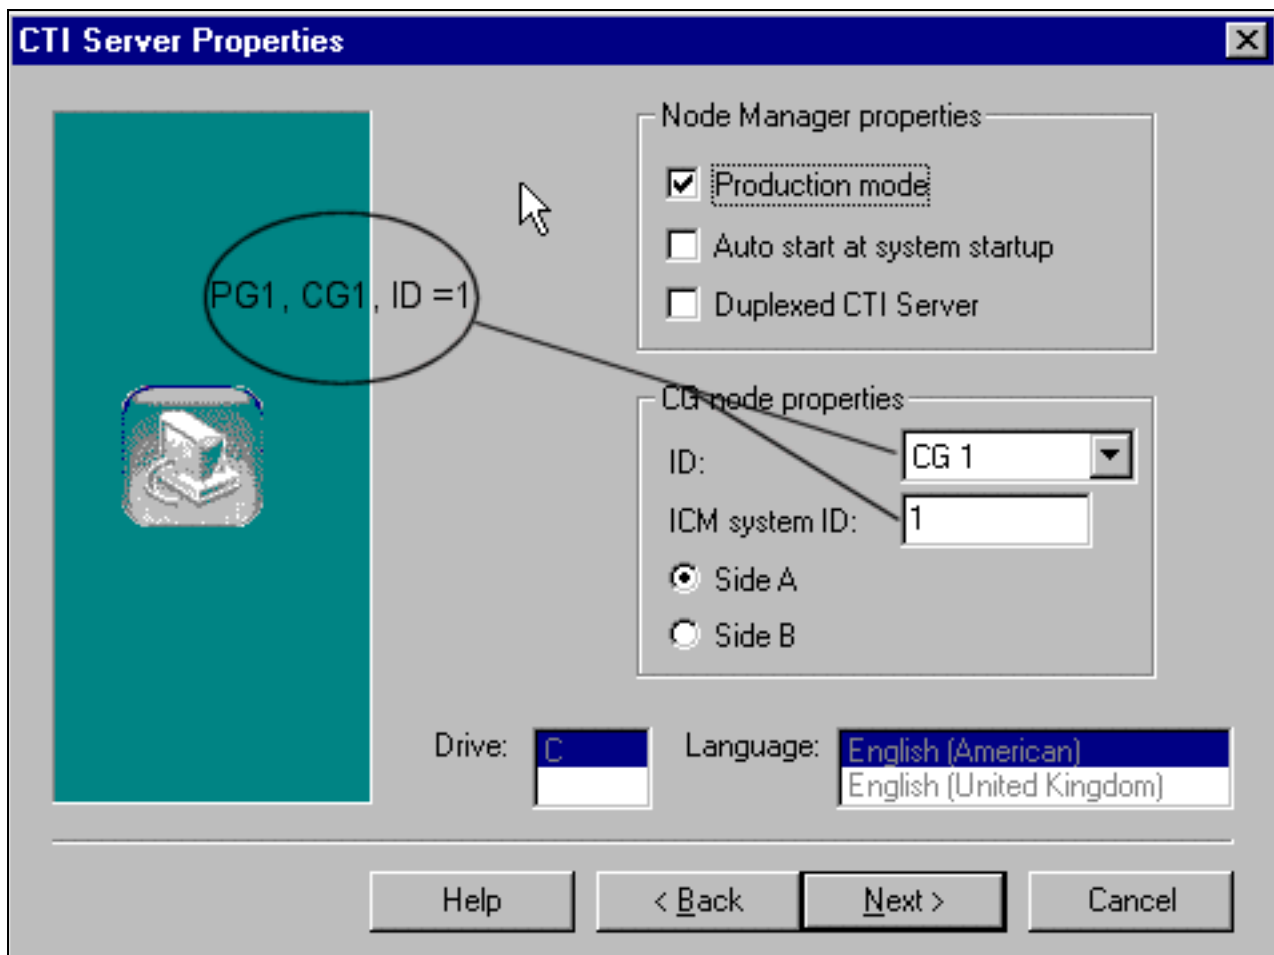 CTI Server Properties
Node Manager properties
Production mode
Auto start at system startup
Duplexed CTI Server
PG1, CG1, ID =1
CG node properties
ID: CG 1
ICM system ID: 1
Side A
Side B
Drive: C
Language: English (American)
English (United Kingdom)
Help < Back Next > Cancel